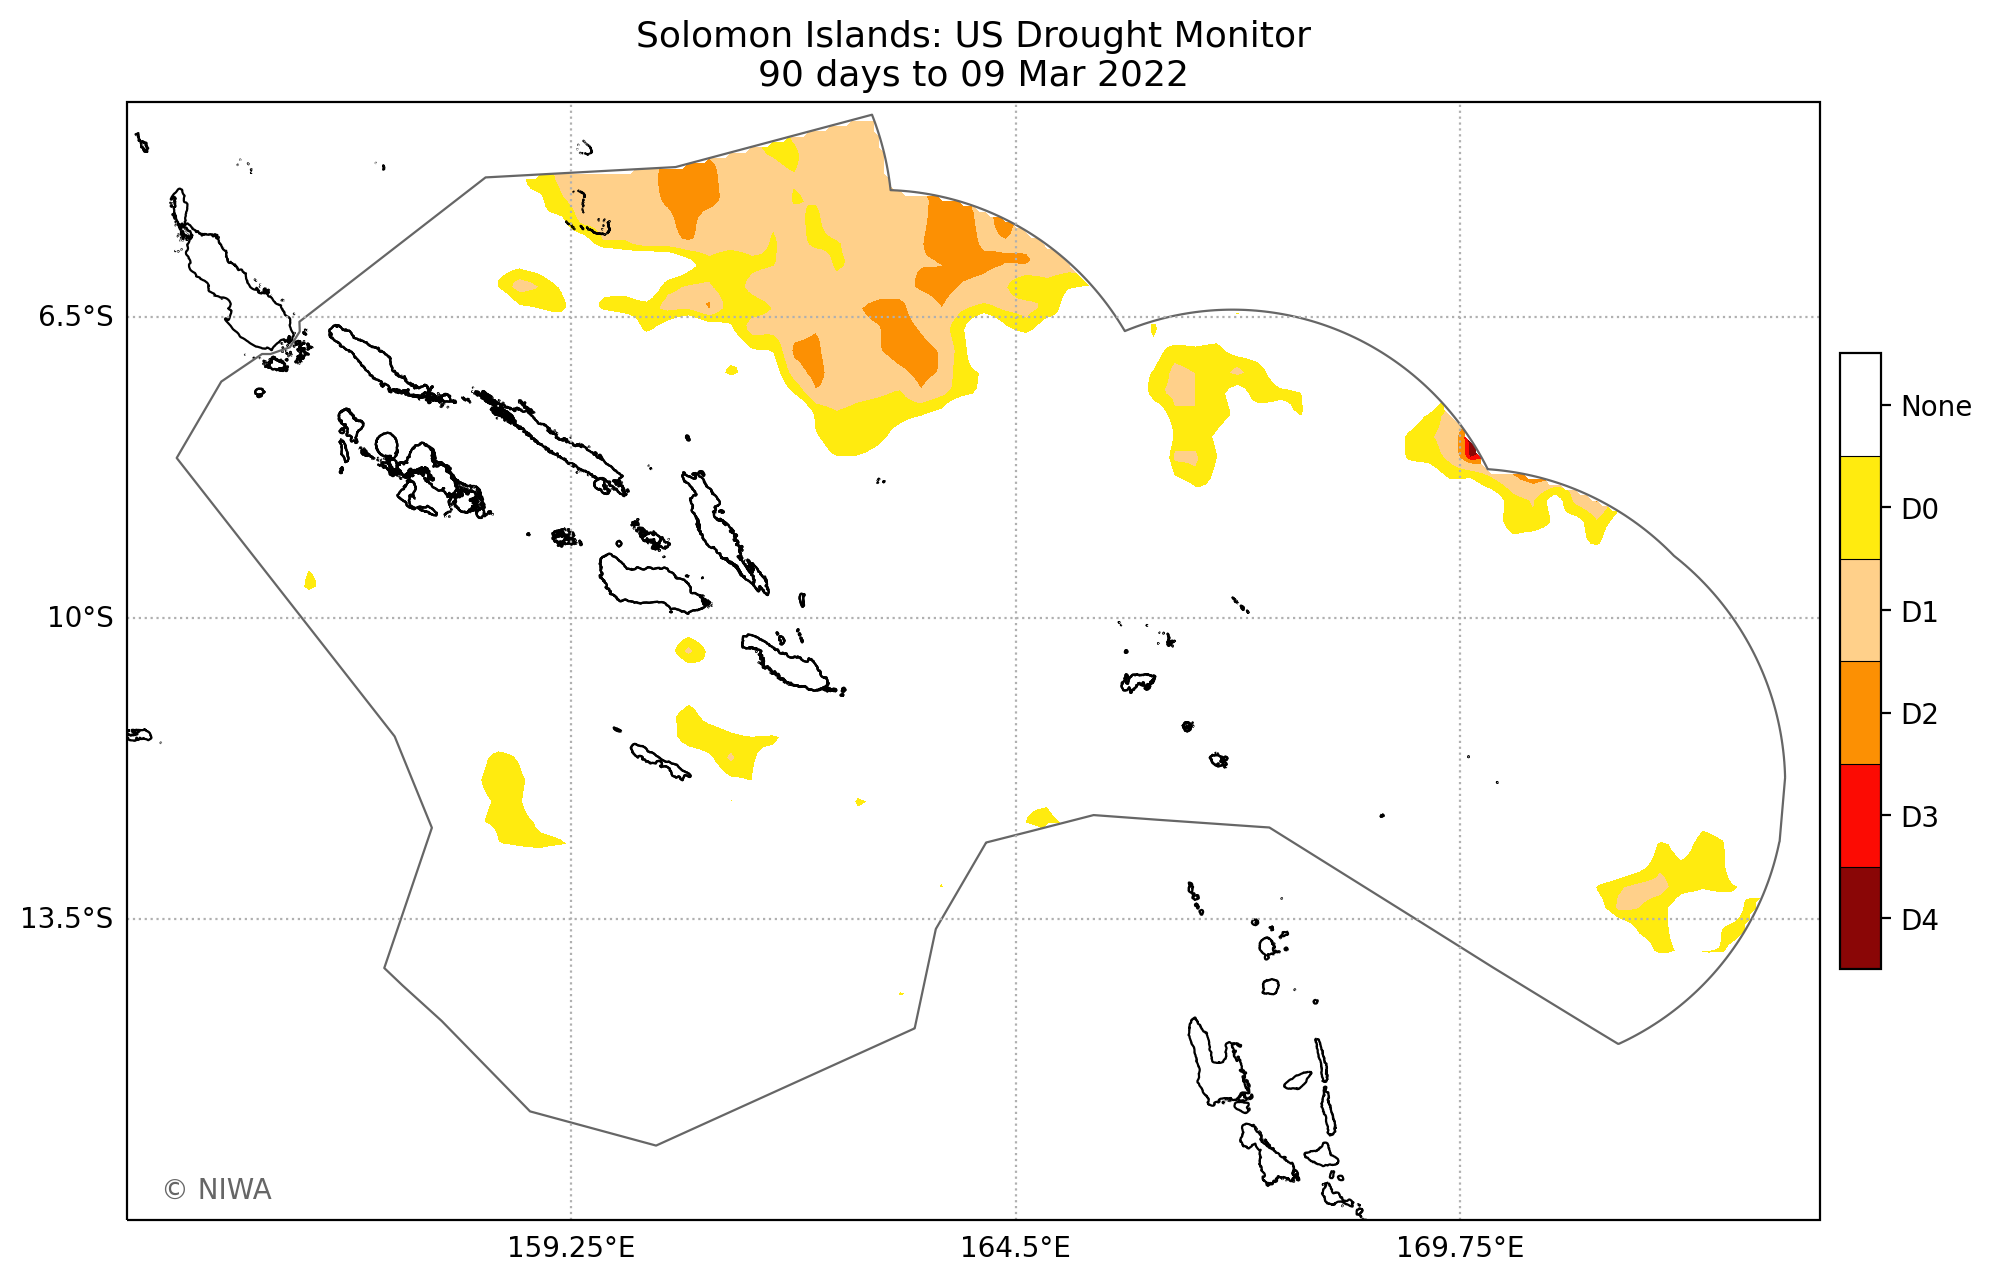 Solomon Islands: US Drought Monitor
90 days to 09 Mar 2022
6.5°S
10°S
13.5°S
159.25°E
164.5°E
169.75°E
None
D0
D1
D2
D3
D4
© NIWA